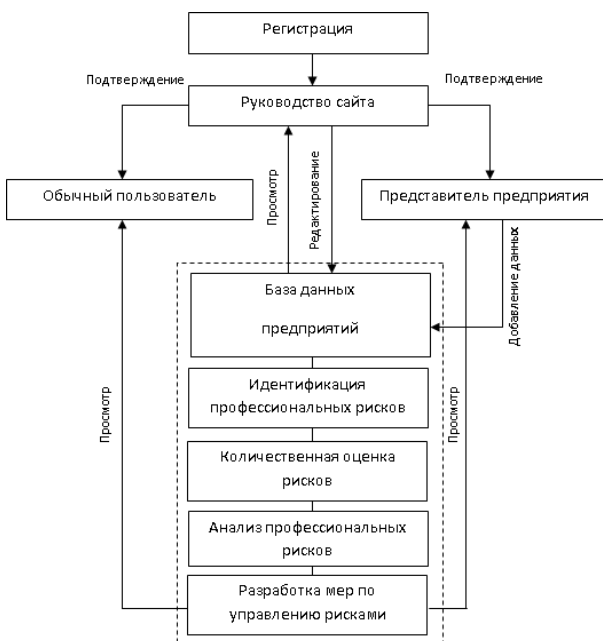 Регистрация
Подтверждение
Подтверждение
Руководство сайта
Просмотр
Редактирование
Обычный пользователь
Представитель предприятия
Добавление данных
База данных
предприятий
Идентификация
профессиональных рисков
Количественная оценка
рисков
Просмотр
Просмотр
Анализ профессиональных
рисков
Разработка мер по
управлению рисками